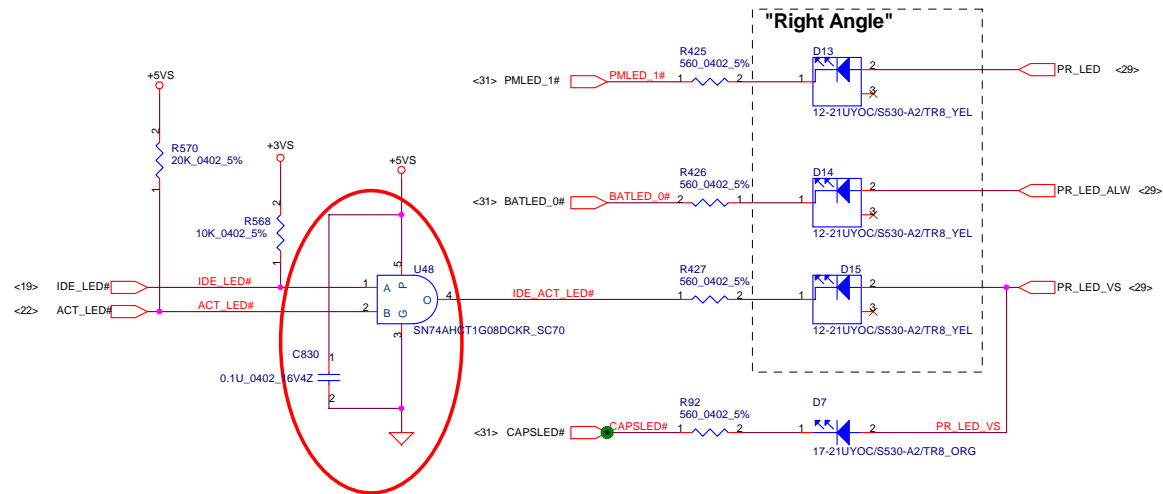 "Right Angle"
R425
560_0402_5%
D13
<31> PMLED_1#
PMLED_1#
1
2
1
2
3
PR_LED <29>
12-21UYOC/S530-A2/TR8_YEL
+5VS
2
R570
20K_0402_5%
1
+3VS
2
R568
10K_0402_5%
1
+5VS
R426
560_0402_5%
D14
<31> BATLED_0#
BATLED_0#
2
1
1
2
3
PR_LED_ALW <29>
12-21UYOC/S530-A2/TR8_YEL
<19> IDE_LED#
IDE_LED#
1
<22> ACT_LED#
ACT_LED#
2
5
U48
A
P
B
G
O
4
3
SN74AHCT1G08DCKR_SC70
IDE_ACT_LED#
R427
560_0402_5%
1
2
D15
1
2
3
PR_LED_VS <29>
12-21UYOC/S530-A2/TR8_YEL
C830
1
0.1U_0402_16V4Z
2
R92
560_0402_5%
D7
<31> CAPSLED#
CAPSLED#
1
2
1
2
PR_LED_VS
17-21UYOC/S530-A2/TR8_ORG